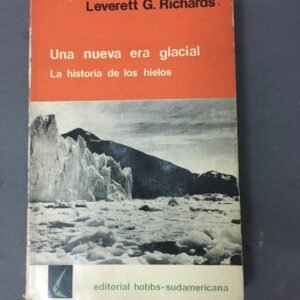 Leverett G. Richards
Una nueva era glacial
La historia de los hielos
editorial hobbs-sudamericana